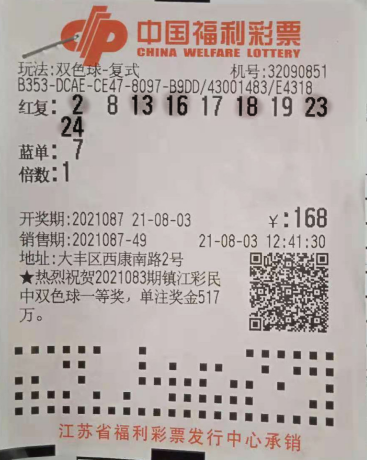 中国福利彩票
CHINA WELFARE LOTTERY
玩法:双色球-复式 机号:32090851
B353-DCAE-CE47-8097-B9DD/43001483/E4318
红复: 2 8 13 16 17 18 19 23
24
蓝单: 7
倍数:1
开奖期:2021087 21-08-03 ¥:168
销售期:2021087-49 21-08-03 12:41:30
地址:大丰区西康南路2号
★热烈祝贺2021083期镇江彩民
中双色球一等奖，单注奖金517
万。
江苏省福利彩票发行中心承销